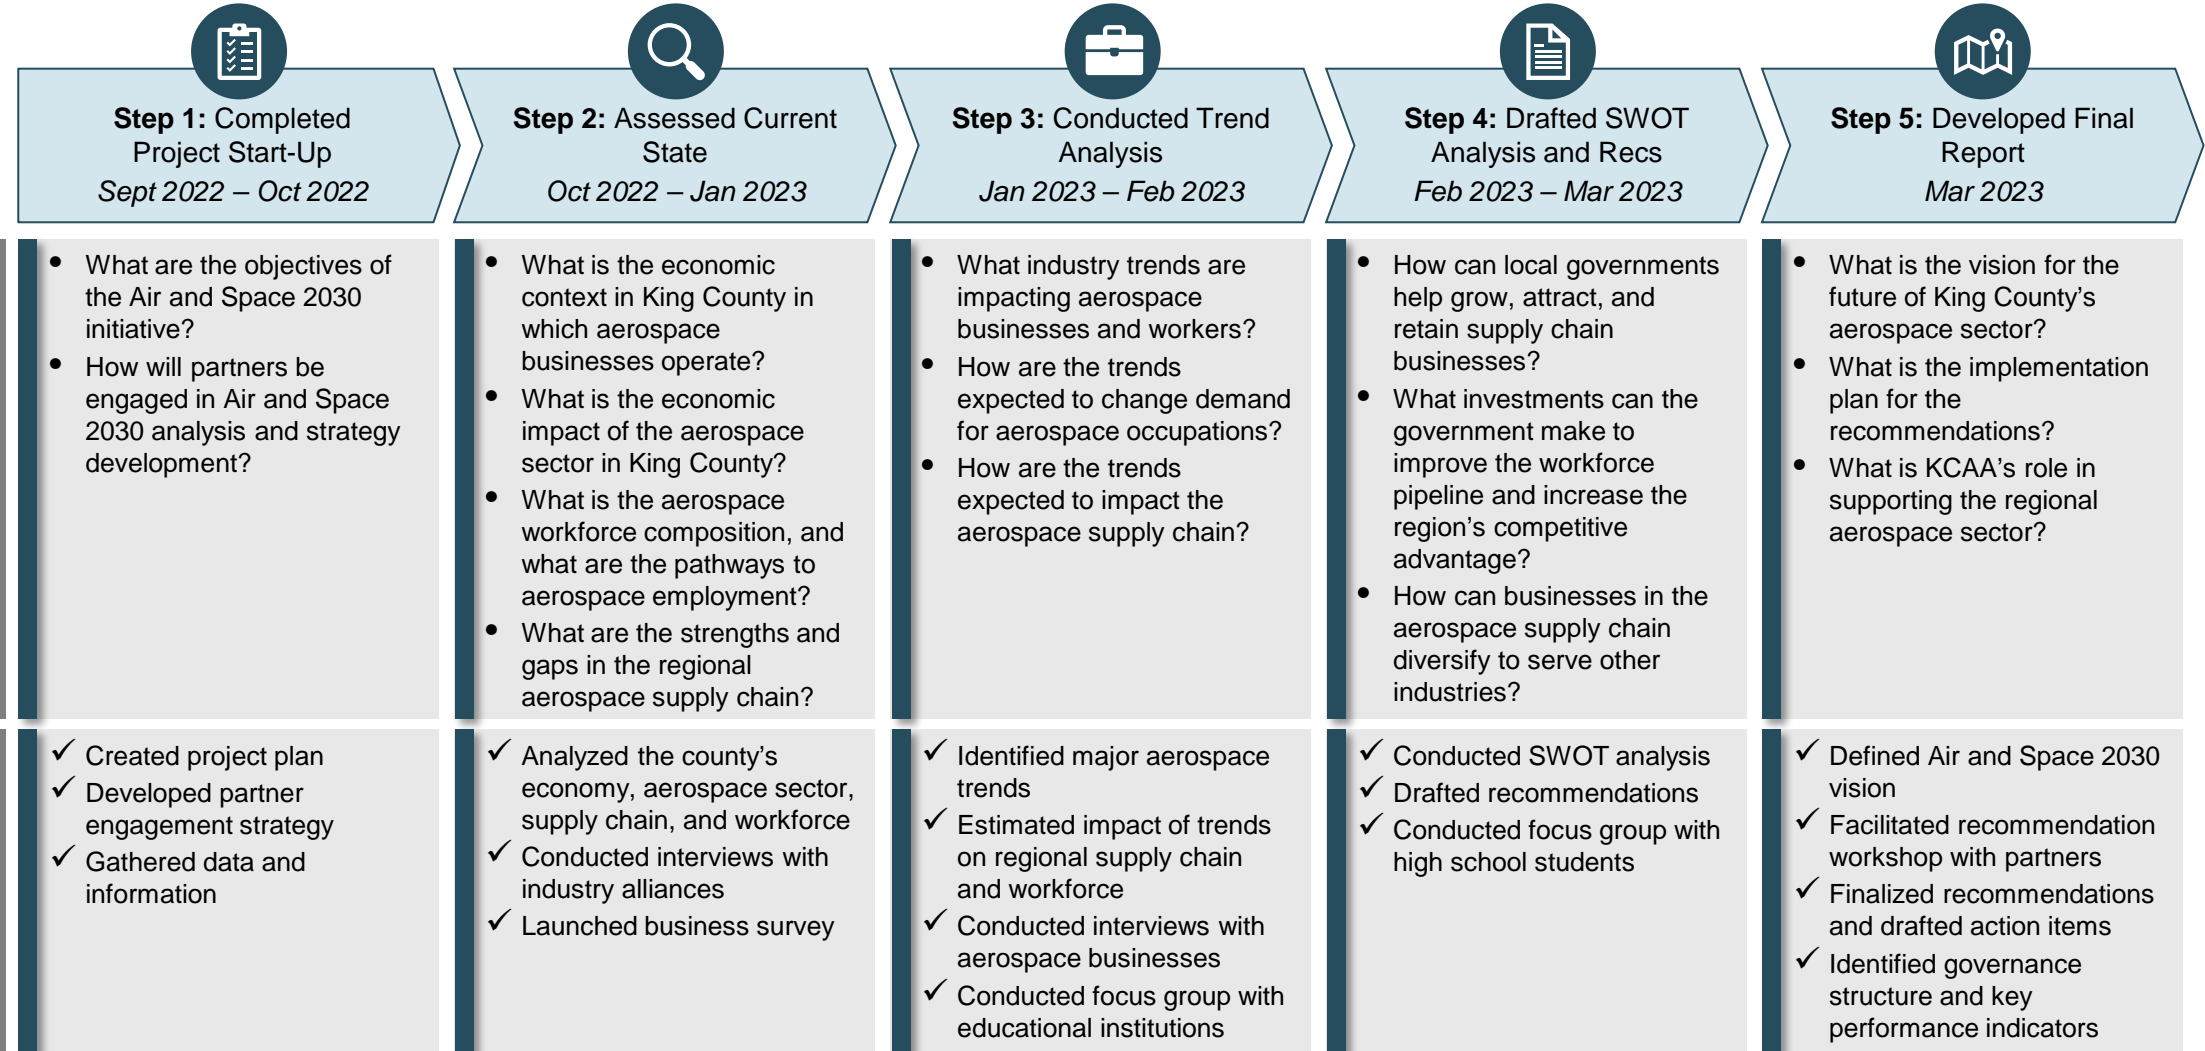 Step 1: Completed
Project Start-Up
Sept 2022 – Oct 2022
Step 2: Assessed Current
State
Oct 2022 – Jan 2023
Step 3: Conducted Trend
Analysis
Jan 2023 – Feb 2023
Step 4: Drafted SWOT
Analysis and Recs
Feb 2023 – Mar 2023
Step 5: Developed Final
Report
Mar 2023
• What are the objectives of
the Air and Space 2030
initiative?
• How will partners be
engaged in Air and Space
2030 analysis and strategy
development?
• What is the economic
context in King County in
which aerospace
businesses operate?
• What is the economic
impact of the aerospace
sector in King County?
• What is the aerospace
workforce composition, and
what are the pathways to
aerospace employment?
• What are the strengths and
gaps in the regional
aerospace supply chain?
• What industry trends are
impacting aerospace
businesses and workers?
• How are the trends
expected to change demand
for aerospace occupations?
• How are the trends
expected to impact the
aerospace supply chain?
• How can local governments
help grow, attract, and
retain supply chain
businesses?
• What investments can the
government make to
improve the workforce
pipeline and increase the
region's competitive
advantage?
• How can businesses in the
aerospace supply chain
diversify to serve other
industries?
• What is the vision for the
future of King County's
aerospace sector?
• What is the implementation
plan for the
recommendations?
• What is KCAA's role in
supporting the regional
aerospace sector?
✓ Created project plan
✓ Developed partner
engagement strategy
✓ Gathered data and
information
✓ Analyzed the county's
economy, aerospace sector,
supply chain, and workforce
✓ Conducted interviews with
industry alliances
✓ Launched business survey
✓ Identified major aerospace
trends
✓ Estimated impact of trends
on regional supply chain
and workforce
✓ Conducted interviews with
aerospace businesses
✓ Conducted focus group with
educational institutions
✓ Conducted SWOT analysis
✓ Drafted recommendations
✓ Conducted focus group with
high school students
✓ Defined Air and Space 2030
vision
✓ Facilitated recommendation
workshop with partners
✓ Finalized recommendations
and drafted action items
✓ Identified governance
structure and key
performance indicators